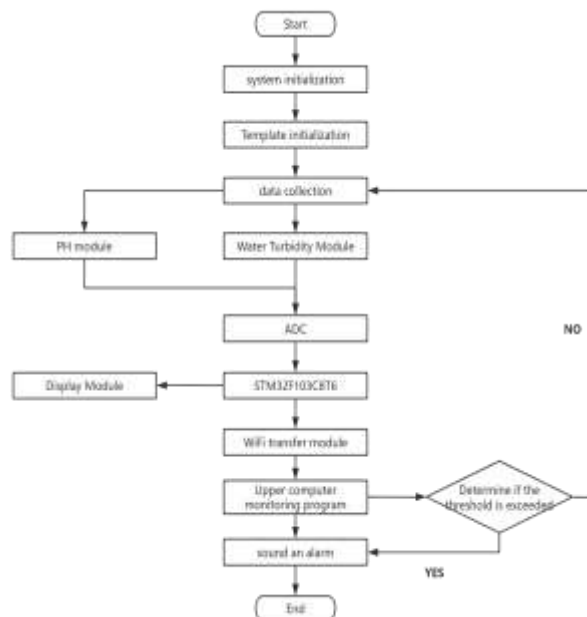 Start
system initialization
Template initialization
data collection
PH module
Water Turbidity Module
ADC
NO
Display Module
STM32F103C8T6
WiFi transfer module
Upper computer
monitoring program
Determine if the
threshold is exceeded
sound an alarm
YES
End